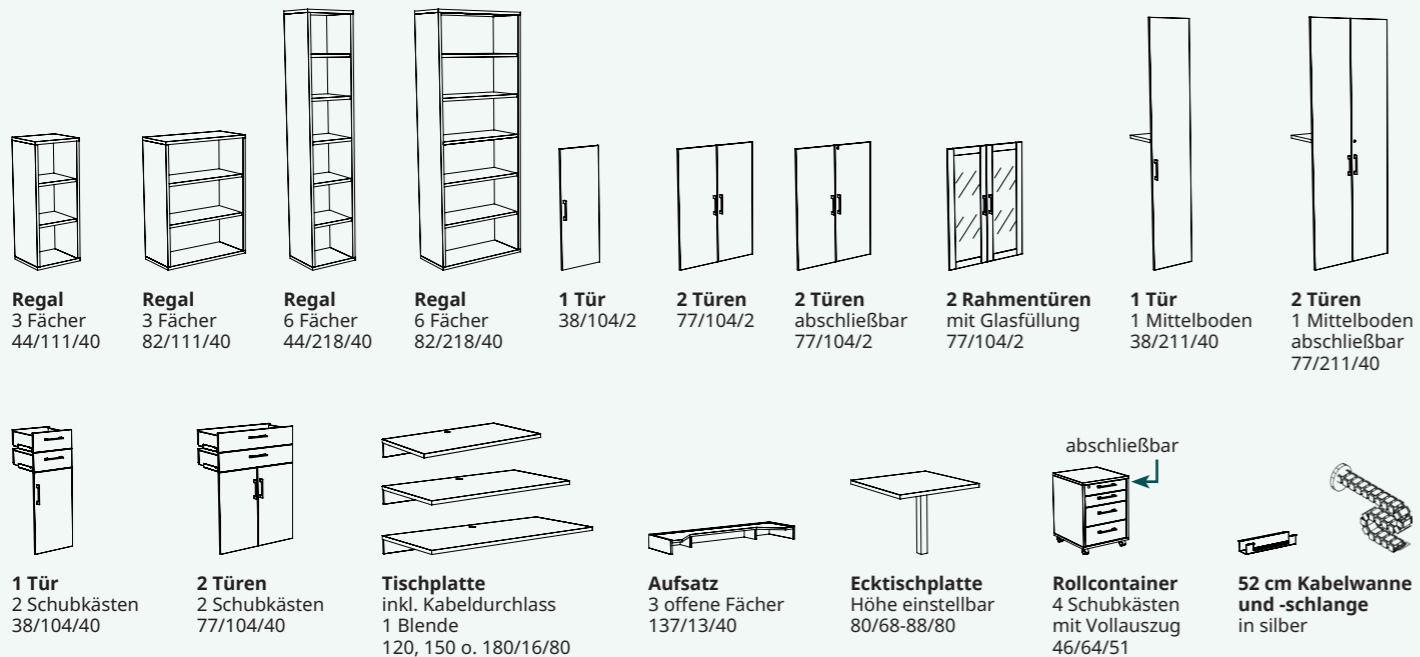 Regal
3 Fächer
44/111/40
Regal
3 Fächer
82/111/40
Regal
6 Fächer
44/218/40
Regal
6 Fächer
82/218/40
1 Tür
38/104/2
2 Türen
77/104/2
2 Türen
abschließbar
77/104/2
2 Rahmentüren
mit Glasfüllung
77/104/2
1 Tür
1 Mittelboden
38/211/40
2 Türen
1 Mittelboden
abschließbar
77/211/40
1 Tür
2 Schubkästen
38/104/40
2 Türen
2 Schubkästen
77/104/40
Tischplatte
inkl. Kabeldurchlass
1 Blende
120, 150 o. 180/16/80
Aufsatz
3 offene Fächer
137/13/40
Ecktischplatte
Höhe einstellbar
80/68-88/80
abschließbar
Rollcontainer
4 Schubkästen
mit Vollauszug
46/64/51
52 cm Kabelwanne
und -schlange
in silber